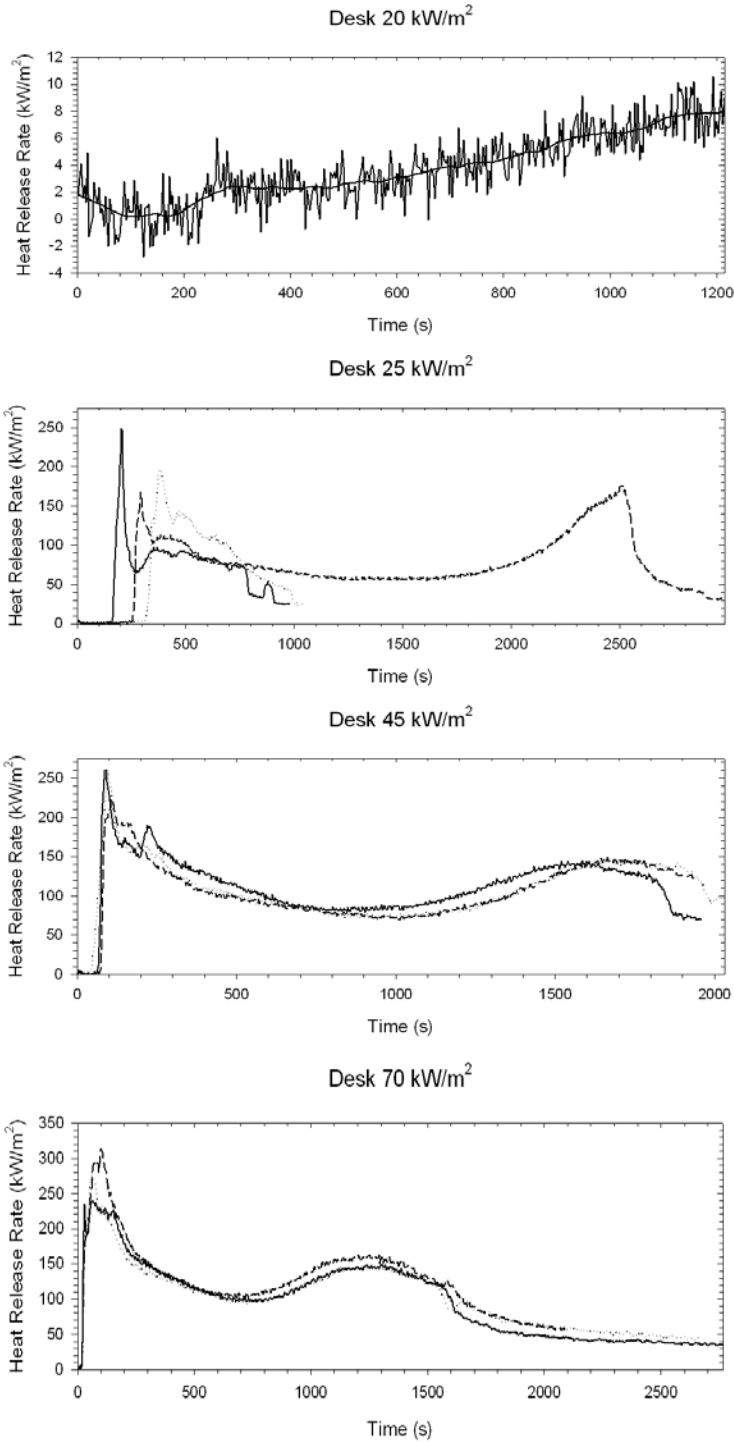 Desk 20 kW/m²
Heat Release Rate (kW/m²)
12
10
8
6
4
2
0
-2
-4
0 200 400 600 800 1000 1200
Time (s)
Desk 25 kW/m²
Heat Release Rate (kW/m²)
250
200
150
100
50
0
0 500 1000 1500 2000 2500
Time (s)
Desk 45 kW/m²
Heat Release Rate (kW/m²)
250
200
150
100
50
0
0 500 1000 1500 2000
Time (s)
Desk 70 kW/m²
Heat Release Rate (kW/m²)
350
300
250
200
150
100
50
0
0 500 1000 1500 2000 2500
Time (s)